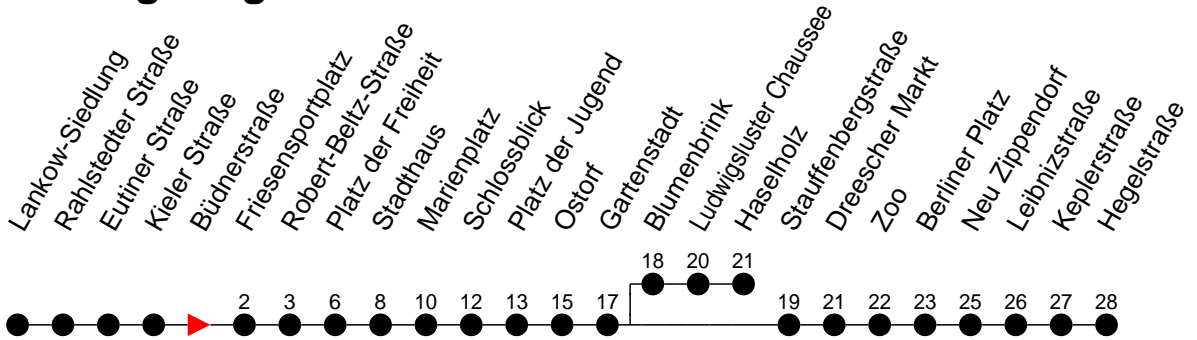 Lankow-Siedlung
Rahlstedter Straße
Eutiner Straße
Kieler Straße
Büdnerstraße
Friesensportplatz
Robert-Beltz-Straße
Platz der Freiheit
Stadthaus
Marienplatz
Schlossblick
Platz der Jugend
Ostorf
Gartenstadt
Blumenbrink
Ludwigsluster Chaussee
Haselholz
Stauffenbergstraße
Dreescher Markt
Zoo
Berliner Platz
Neu Zippendorf
Leibnizstraße
Keplerstraße
Hegelstraße
18 20 21
2 3 6 8 10 12 13 15 17 19 21 22 23 25 26 27 28